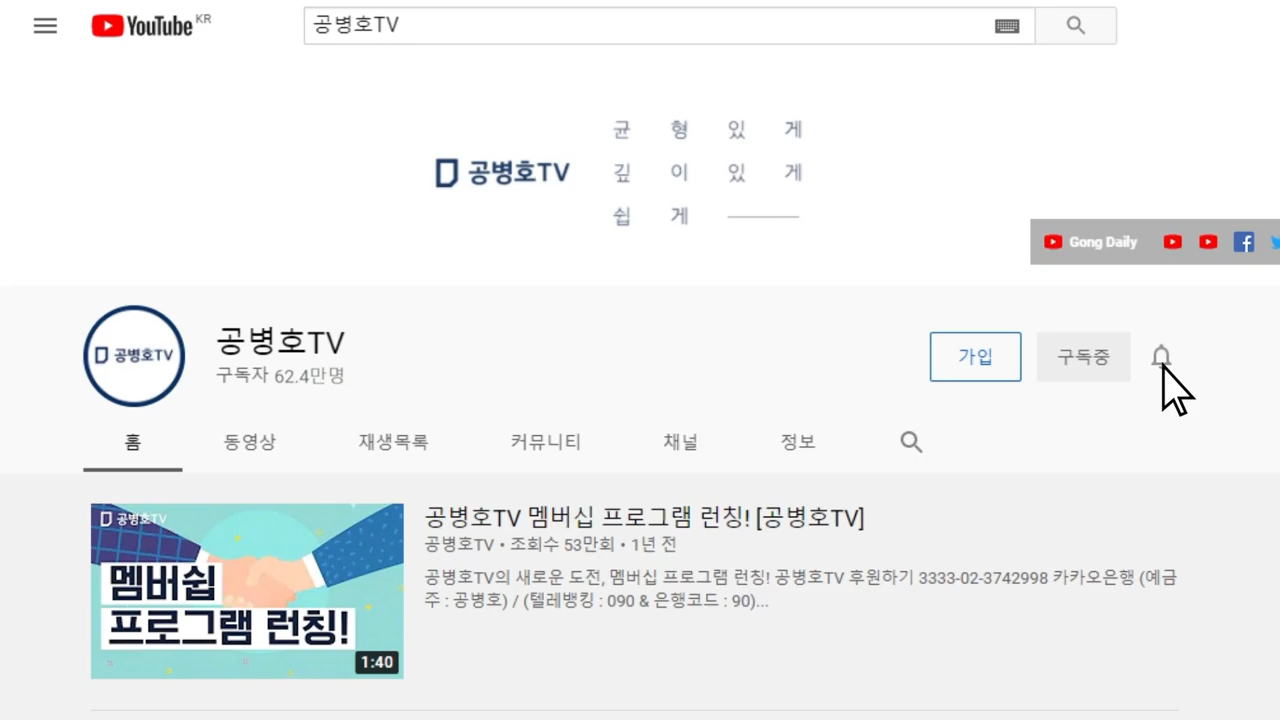 YouTube KR
공병호TV
균 형 있 게
공병호TV
깊 이 있 게
쉽 게
Gong Daily
공병호TV
공병호TV
구독자 62.4만명
가입
구독중
홈
동영상
재생목록
커뮤니티
채널
정보
공병호TV
멤버쉽
프로그램 런칭!
1:40
공병호TV 멤버십 프로그램 런칭! [공병호TV]
공병호TV • 조회수 53만회 • 1년 전
공병호TV의 새로운 도전, 멤버십 프로그램 런칭! 공병호TV 후원하기 3333-02-3742998 카카오은행 (예금
주 : 공병호) / (텔레뱅킹 : 090 & 은행코드 : 90)...